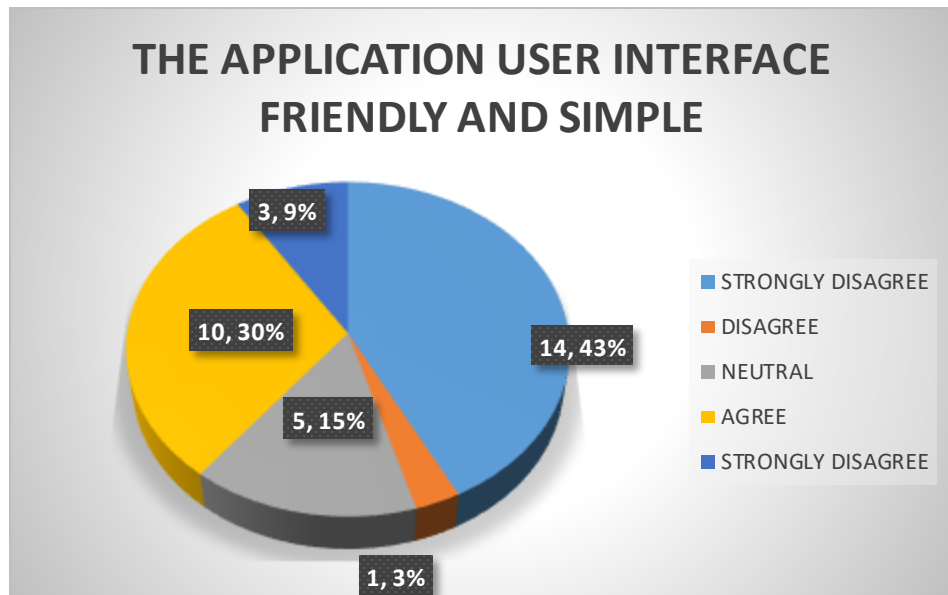 THE APPLICATION USER INTERFACE
FRIENDLY AND SIMPLE
3, 9%
10, 30%
14, 43%
5, 15%
1, 3%
STRONGLY DISAGREE
DISAGREE
NEUTRAL
AGREE
STRONGLY DISAGREE